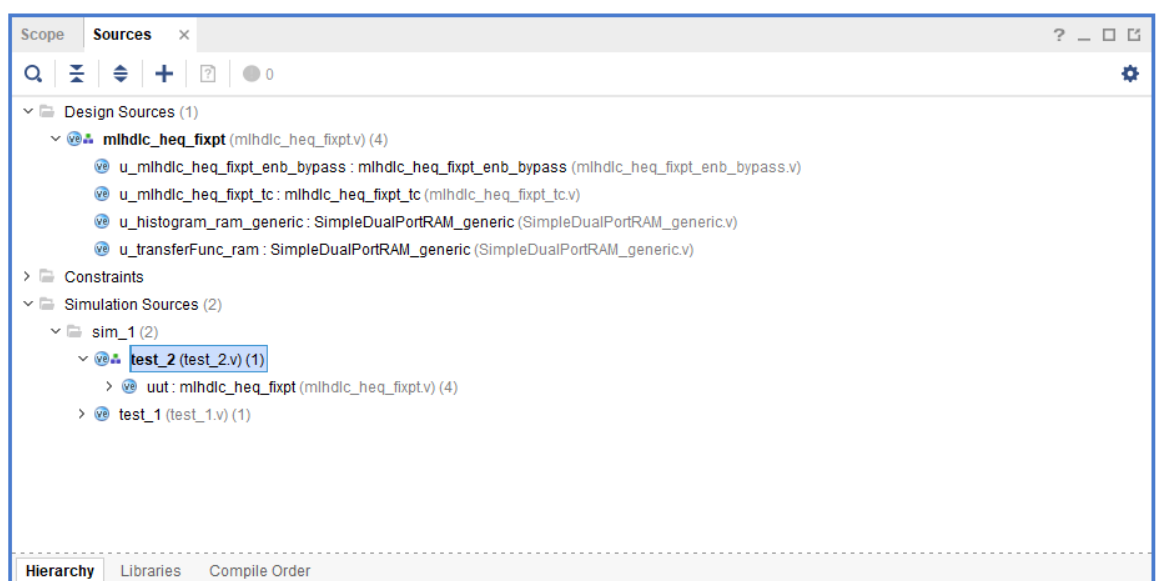 Scope Sources ×
? 0
Design Sources (1)
mlhdlc_heq_fixpt (mlhdlc_heq_fixpt.v) (4)
u_mlhdlc_heq_fixpt_enb_bypass : mlhdlc_heq_fixpt_enb_bypass (mlhdlc_heq_fixpt_enb_bypass.v)
u_mlhdlc_heq_fixpt_tc : mlhdlc_heq_fixpt_tc (mlhdlc_heq_fixpt_tc.v)
u_histogram_ram_generic : SimpleDualPortRAM_generic (SimpleDualPortRAM_generic.v)
u_transferFunc_ram : SimpleDualPortRAM_generic (SimpleDualPortRAM_generic.v)
Constraints
Simulation Sources (2)
sim_1 (2)
test_2 (test_2.v) (1)
uut : mlhdlc_heq_fixpt (mlhdlc_heq_fixpt.v) (4)
test_1 (test_1.v) (1)
Hierarchy Libraries Compile Order